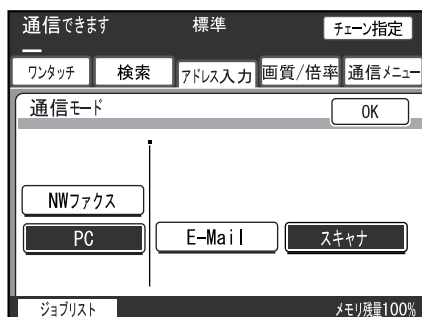 通信できます 標準 チェーン指定
ワンタッチ 検索 アドレス入力 画質/倍率 通信メニュー
通信モード OK
NWファクス
PC E-Mail スキャナ
ジョブリスト メモリ残量100%